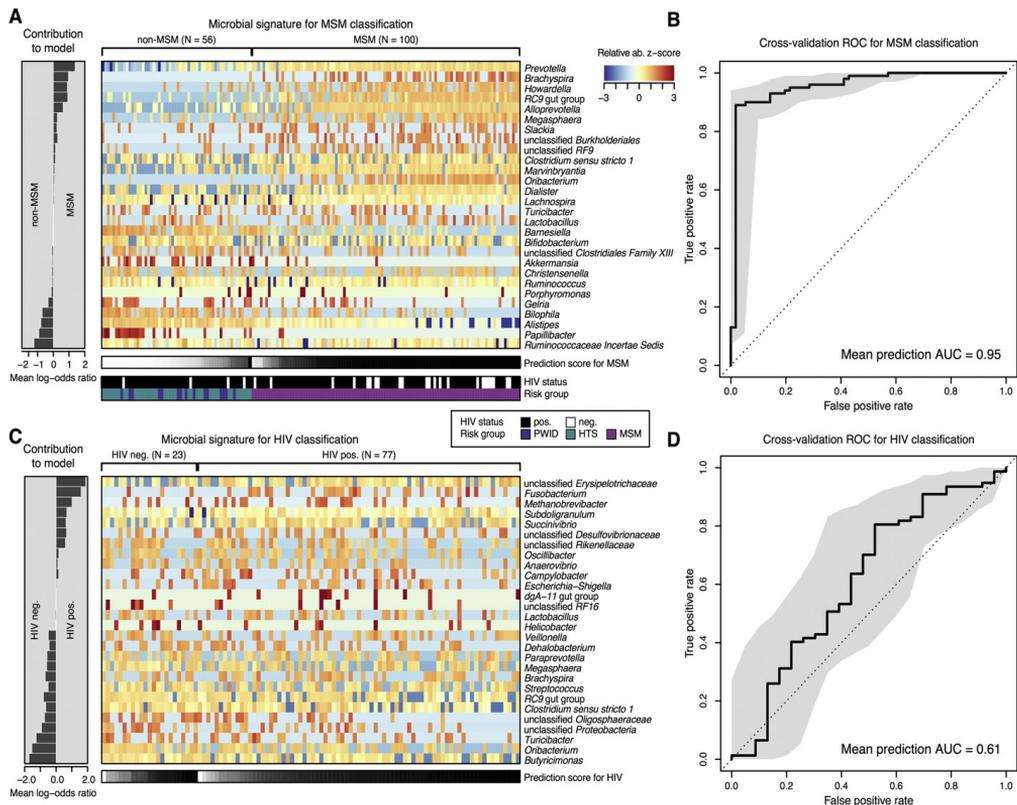 A
Microbial signature for MSM classification
Contribution
to model
non-MSM (N = 56)
MSM (N = 100)
Relative ab. z-score
−3 0 3
Prevotella
Brachyspira
Howardella
RC9 gut group
Alloprevotella
Megasphaera
Slackia
unclassified Burkholderiales
unclassified RF9
Clostridium sensu stricto 1
Marvinbryantia
Oribacterium
Dialister
Lachnospira
Turicibacter
Lactobacillus
Barnesiella
Bifidobacterium
unclassified Clostridiales Family XIII
Akkermansia
Christensenella
Ruminococcus
Porphyromonas
Gelria
Bilophila
Alistipes
Papillibacter
Ruminococcaceae Incertae Sedis
non-MSM
MSM
−2 −1 0 1 2
Mean log−odds ratio
Prediction score for MSM
HIV status
Risk group
B
Cross-validation ROC for MSM classification
True positive rate
0.0 0.2 0.4 0.6 0.8 1.0
Mean prediction AUC = 0.95
0.0 0.2 0.4 0.6 0.8 1.0
False positive rate
HIV status pos. neg.
Risk group PWID HTS MSM
C
Microbial signature for HIV classification
Contribution
to model
HIV neg. (N = 23)
HIV pos. (N = 77)
unclassified Erysipelotrichaceae
Fusobacterium
Methanobrevibacter
Subdoligranulum
Succinivibrio
unclassified Desulfovibrionaceae
unclassified Rikenellaceae
Oscillibacter
Anaerovibrio
Campylobacter
Escherichia−Shigella
dgA−11 gut group
unclassified RF16
Lactobacillus
Helicobacter
Veillonella
Dehalobacterium
Paraprevotella
Megasphaera
Brachyspira
Streptococcus
RC9 gut group
Clostridium sensu stricto 1
unclassified Oligosphaeraceae
unclassified Proteobacteria
Turicibacter
Oribacterium
Butyricimonas
HIV neg.
HIV pos.
−2.0 0.0 2.0
Mean log−odds ratio
Prediction score for HIV
D
Cross-validation ROC for HIV classification
True positive rate
0.0 0.2 0.4 0.6 0.8 1.0
Mean prediction AUC = 0.61
0.0 0.2 0.4 0.6 0.8 1.0
False positive rate